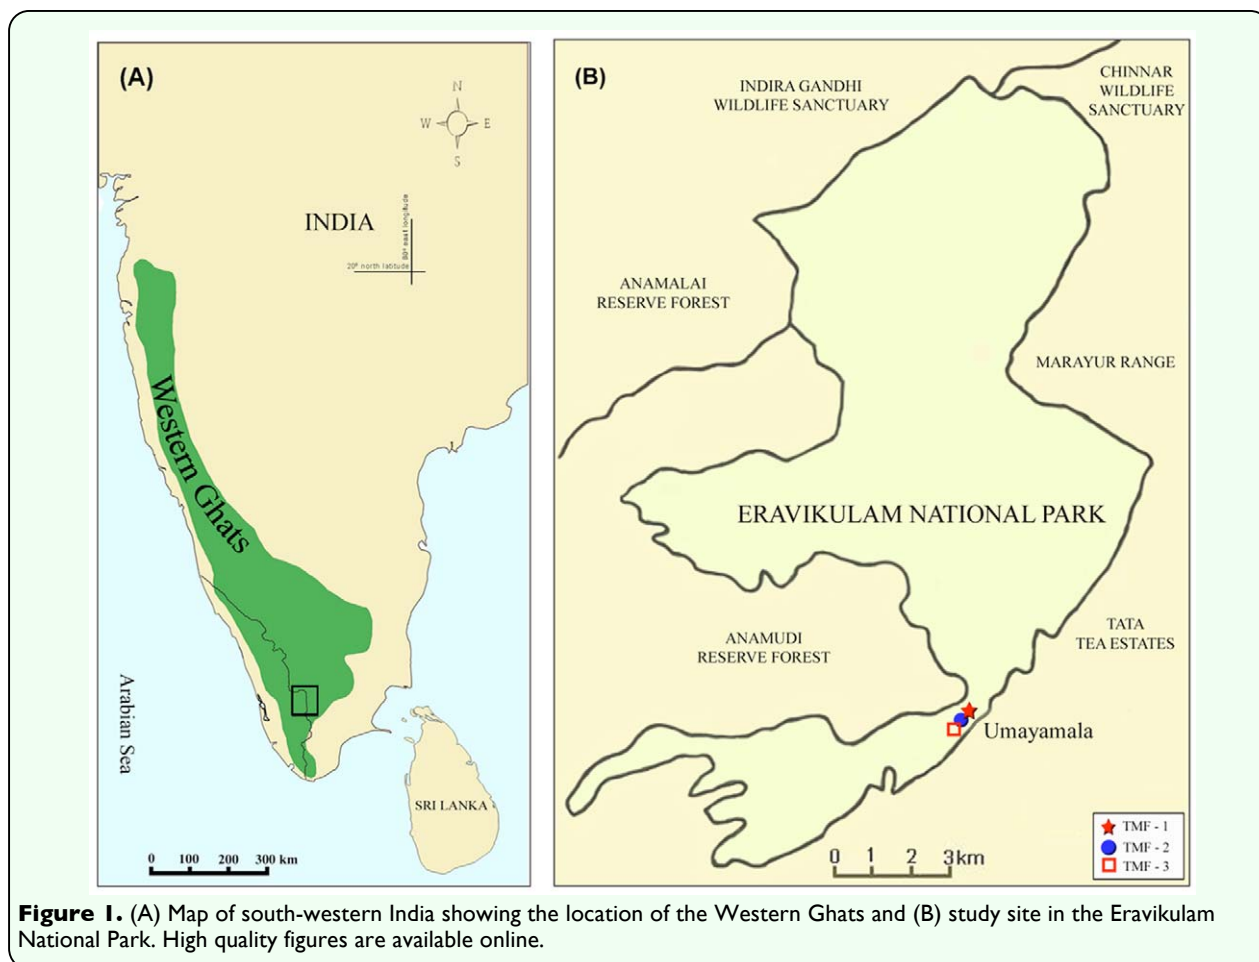 (A)
N
W
E
S
INDIA
80° east longitude
20° north latitude
Western Ghats
Arabian Sea
SRI LANKA
0 100 200 300 km
(B)
INDIRA GANDHI
WILDLIFE SANCTUARY
CHINNAR
WILDLIFE
SANCTUARY
ANAMALAI
RESERVE FOREST
MARAYUR RANGE
ERAVIKULAM NATIONAL PARK
ANAMUDI
RESERVE FOREST
TATA
TEA ESTATES
Umayamala
TMF - 1
TMF - 2
TMF - 3
0 1 2 3km
Figure 1. (A) Map of south-western India showing the location of the Western Ghats and (B) study site in the Eravikulam
National Park. High quality figures are available online.